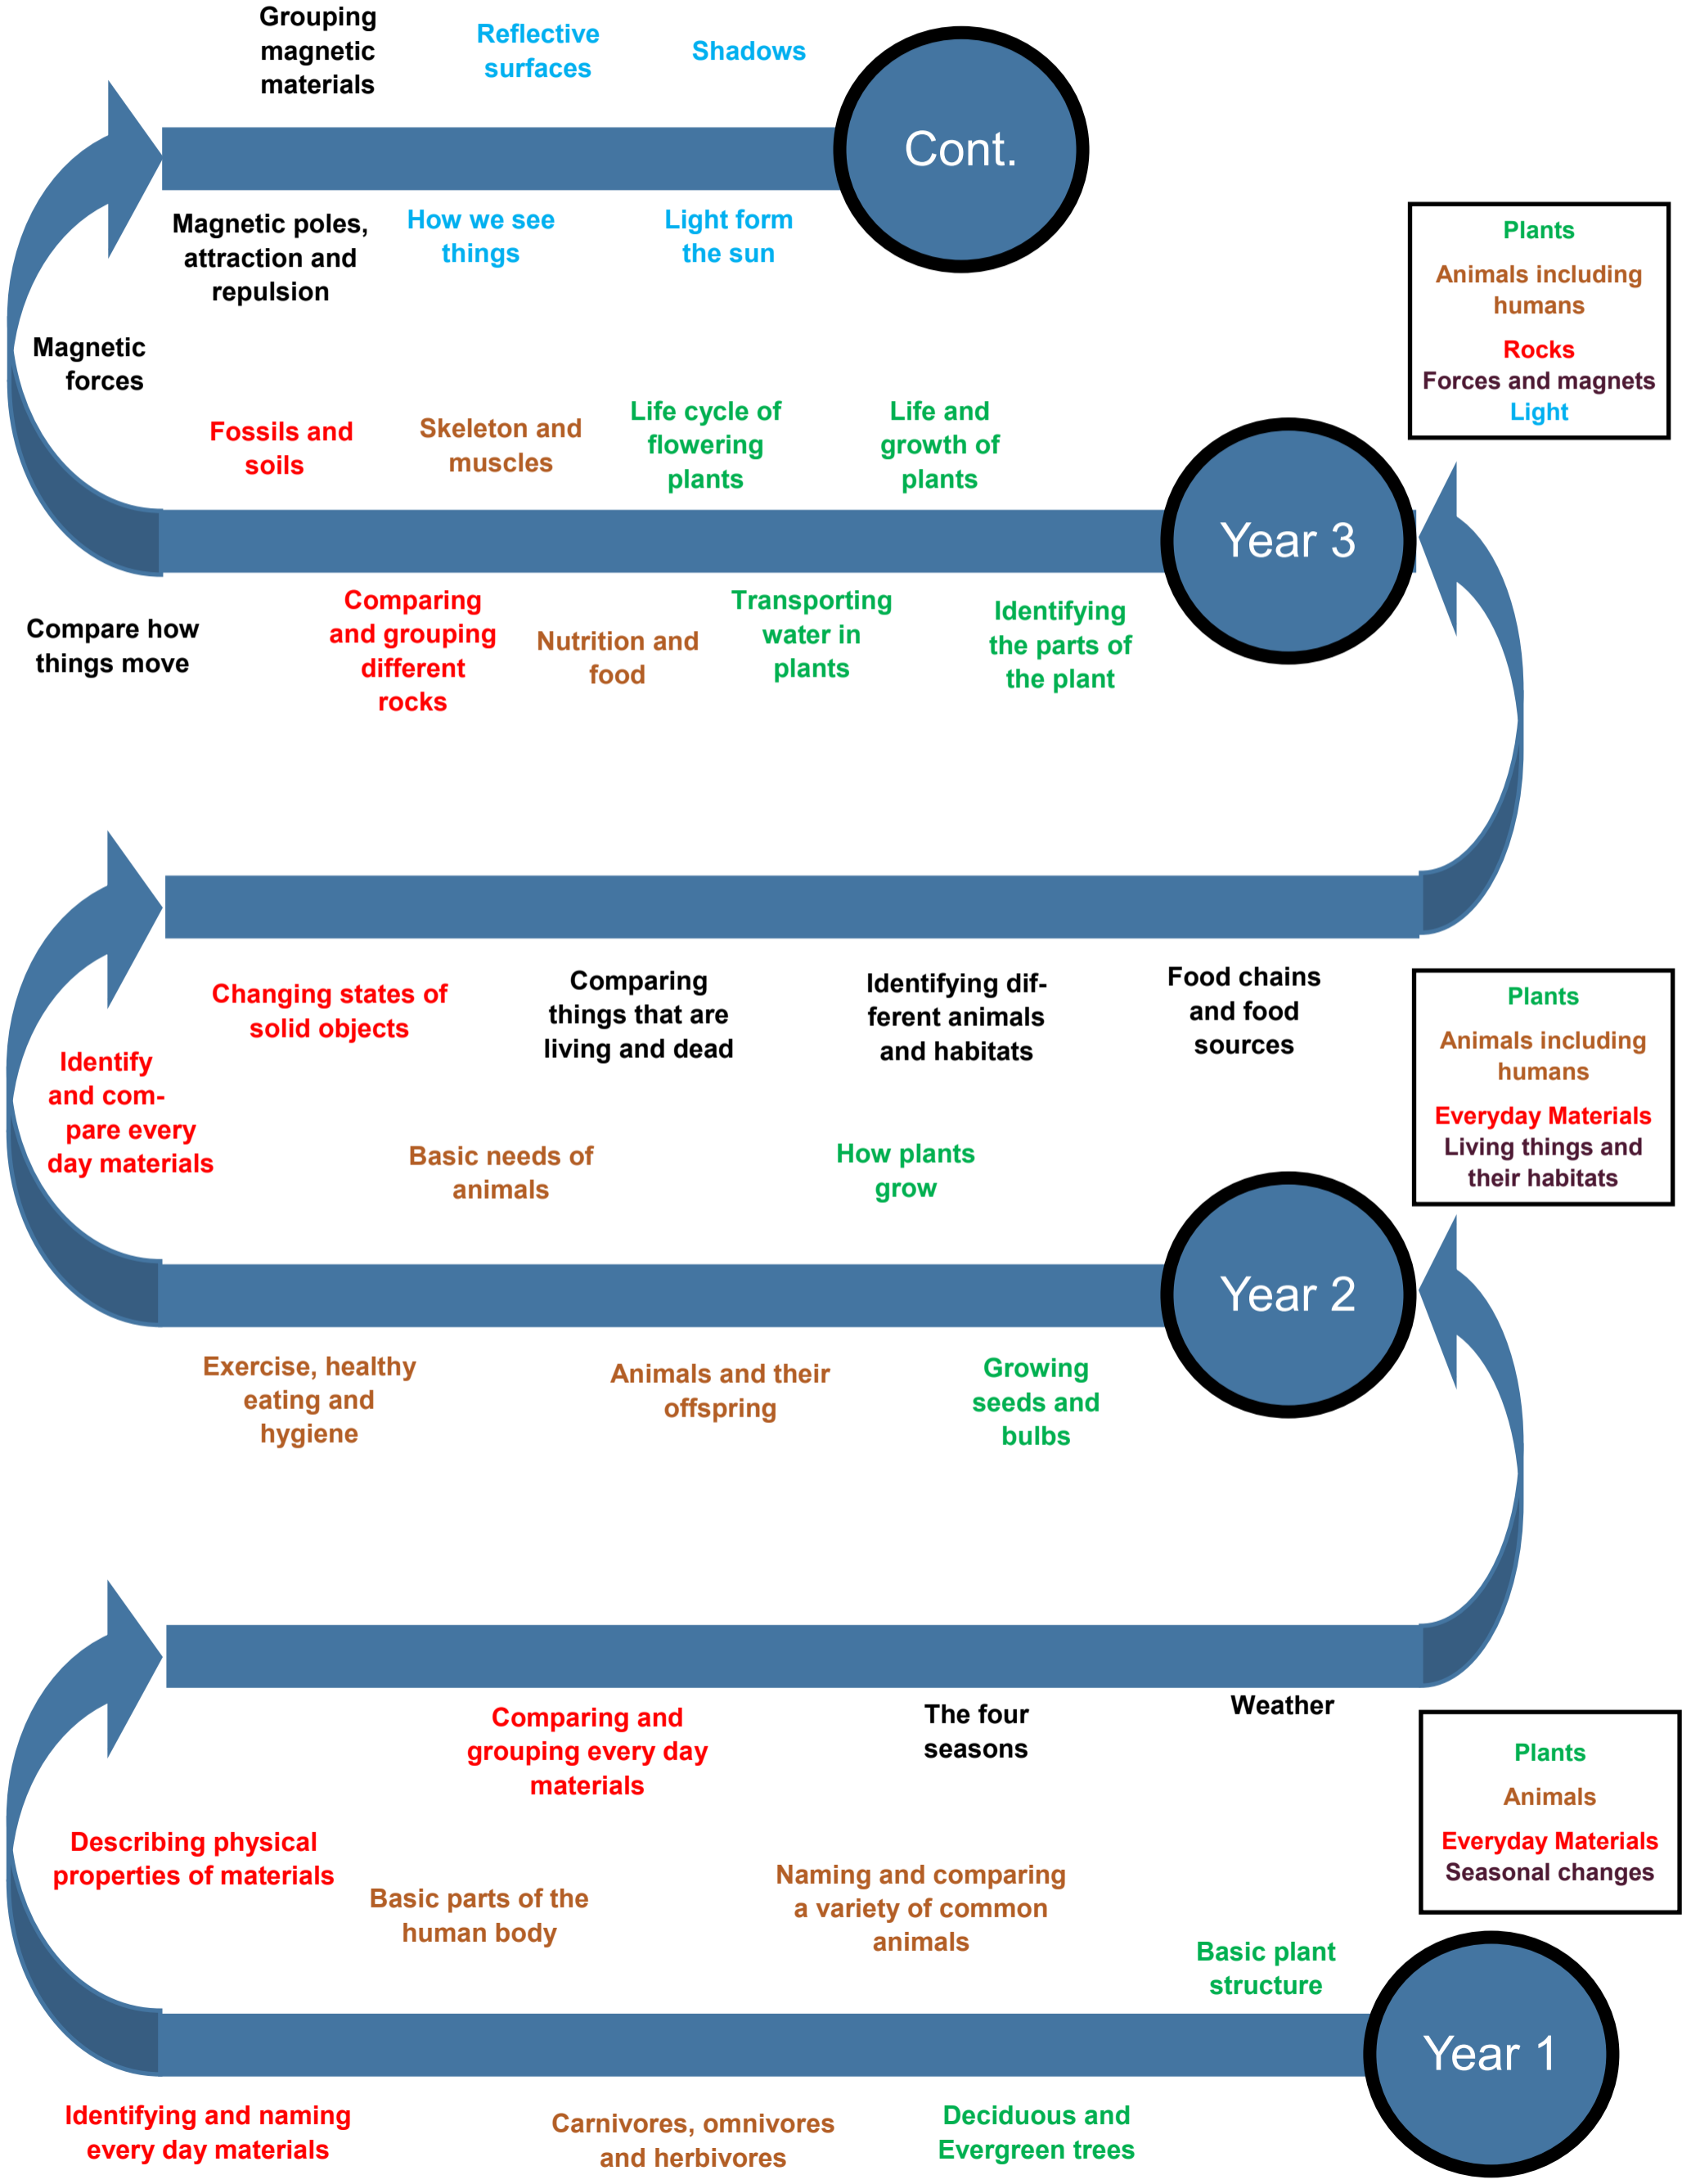 Grouping
magnetic
materials
Reflective
surfaces
Shadows
Cont.
Magnetic poles,
attraction and
repulsion
How we see
things
Light form
the sun
Plants
Animals including
humans
Rocks
Forces and magnets
Light
Magnetic
forces
Fossils and
soils
Skeleton and
muscles
Life cycle of
flowering
plants
Life and
growth of
plants
Year 3
Compare how
things move
Comparing
and grouping
different
rocks
Nutrition and
food
Transporting
water in
plants
Identifying
the parts of
the plant
Changing states of
solid objects
Comparing
things that are
living and dead
Identifying dif-
ferent animals
and habitats
Food chains
and food
sources
Plants
Animals including
humans
Everyday Materials
Living things and
their habitats
Identify
and com-
pare every
day materials
Basic needs of
animals
How plants
grow
Year 2
Exercise, healthy
eating and
hygiene
Animals and their
offspring
Growing
seeds and
bulbs
Comparing and
grouping every day
materials
The four
seasons
Weather
Plants
Animals
Everyday Materials
Seasonal changes
Describing physical
properties of materials
Basic parts of the
human body
Naming and comparing
a variety of common
animals
Basic plant
structure
Year 1
Identifying and naming
every day materials
Carnivores, omnivores
and herbivores
Deciduous and
Evergreen trees